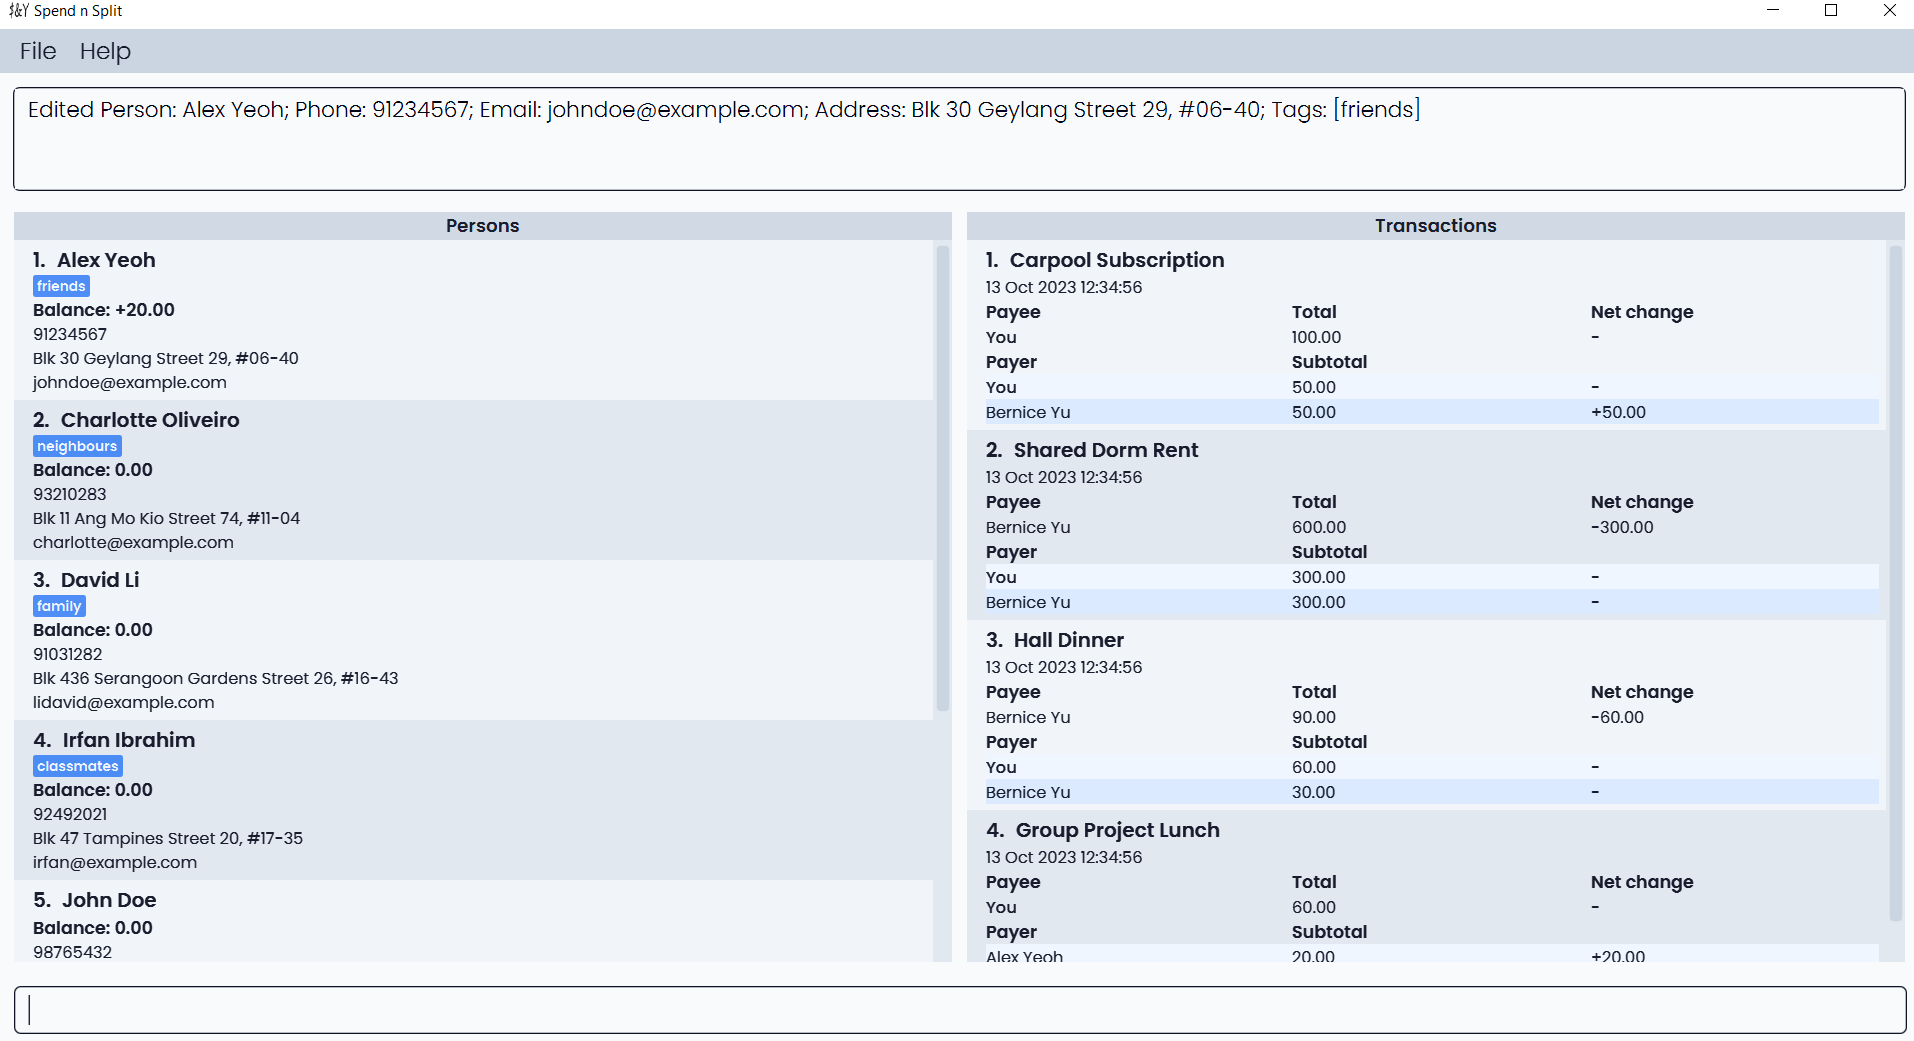 $&Y Spend n Split
File Help
Edited Person: Alex Yeoh; Phone: 91234567; Email: johndoe@example.com; Address: Blk 30 Geylang Street 29, #06-40; Tags: [friends]
Persons
1. Alex Yeoh
friends
Balance: +20.00
91234567
Blk 30 Geylang Street 29, #06-40
johndoe@example.com
2. Charlotte Oliveiro
neighbours
Balance: 0.00
93210283
Blk 11 Ang Mo Kio Street 74, #11-04
charlotte@example.com
3. David Li
family
Balance: 0.00
91031282
Blk 436 Serangoon Gardens Street 26, #16-43
lidavid@example.com
4. Irfan Ibrahim
classmates
Balance: 0.00
92492021
Blk 47 Tampines Street 20, #17-35
irfan@example.com
5. John Doe
Balance: 0.00
98765432
Transactions
1. Carpool Subscription
13 Oct 2023 12:34:56
Payee Total Net change
You 100.00 -
Payer Subtotal
You 50.00 -
Bernice Yu 50.00 +50.00
2. Shared Dorm Rent
13 Oct 2023 12:34:56
Payee Total Net change
Bernice Yu 600.00 -300.00
Payer Subtotal
You 300.00 -
Bernice Yu 300.00 -
3. Hall Dinner
13 Oct 2023 12:34:56
Payee Total Net change
Bernice Yu 90.00 -60.00
Payer Subtotal
You 60.00 -
Bernice Yu 30.00 -
4. Group Project Lunch
13 Oct 2023 12:34:56
Payee Total Net change
You 60.00 -
Payer Subtotal
Alex Yeoh 20.00 +20.00